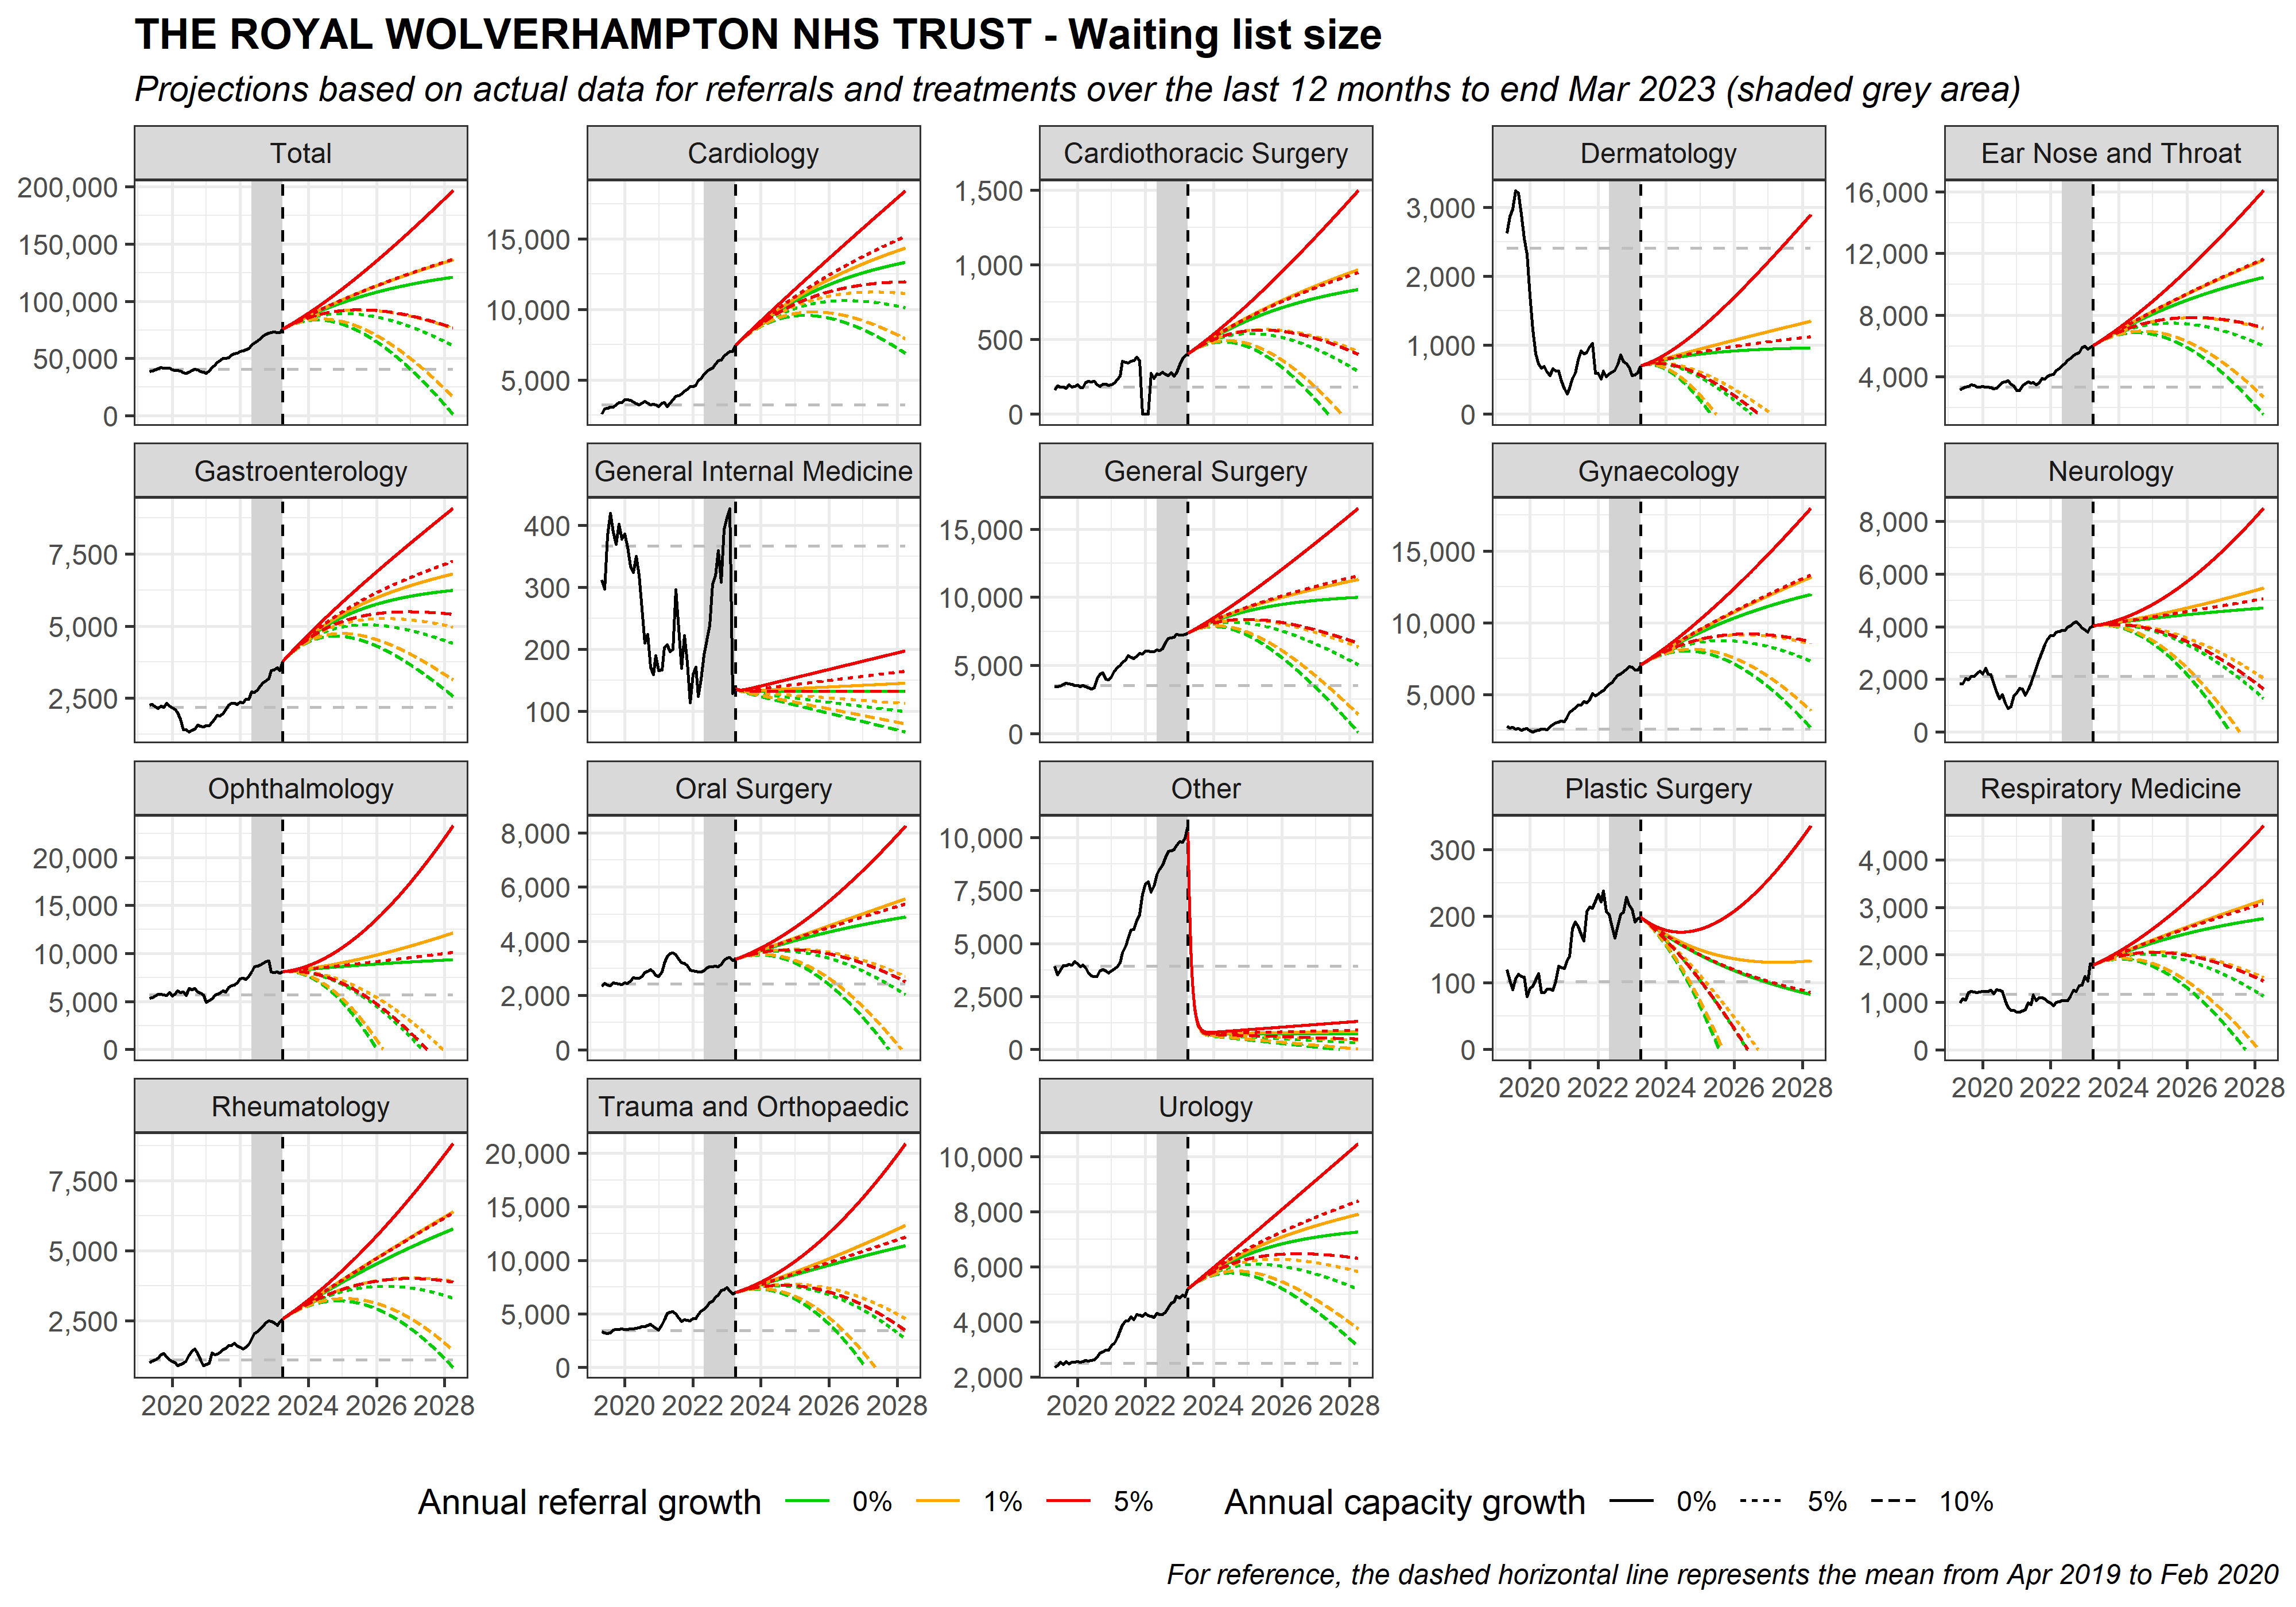 THE ROYAL WOLVERHAMPTON NHS TRUST - Waiting list size
Projections based on actual data for referrals and treatments over the last 12 months to end Mar 2023 (shaded grey area)
Total
200,000
150,000
100,000
50,000
0
Cardiology
15,000
10,000
5,000
Cardiothoracic Surgery
1,500
1,000
500
0
Dermatology
3,000
2,000
1,000
0
Ear Nose and Throat
16,000
12,000
8,000
4,000
Gastroenterology
7,500
5,000
2,500
General Internal Medicine
400
300
200
100
General Surgery
15,000
10,000
5,000
0
Gynaecology
15,000
10,000
5,000
Neurology
8,000
6,000
4,000
2,000
0
Ophthalmology
20,000
15,000
10,000
5,000
0
Oral Surgery
8,000
6,000
4,000
2,000
0
Other
10,000
7,500
5,000
2,500
0
Plastic Surgery
300
200
100
0
2020 2022 2024 2026 2028
Respiratory Medicine
4,000
3,000
2,000
1,000
0
2020 2022 2024 2026 2028
Rheumatology
7,500
5,000
2,500
2020 2022 2024 2026 2028
Trauma and Orthopaedic
20,000
15,000
10,000
5,000
0
2020 2022 2024 2026 2028
Urology
10,000
8,000
6,000
4,000
2,000
2020 2022 2024 2026 2028
Annual referral growth 0% 1% 5% Annual capacity growth 0% 5% 10%
For reference, the dashed horizontal line represents the mean from Apr 2019 to Feb 2020